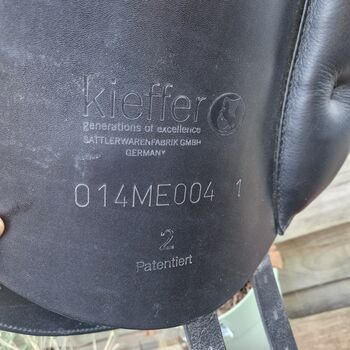 kieffer
Generations of excellence
SATTLERWARENFABRIK GMBH
GERMANY
014ME004 1
2
Patentiert